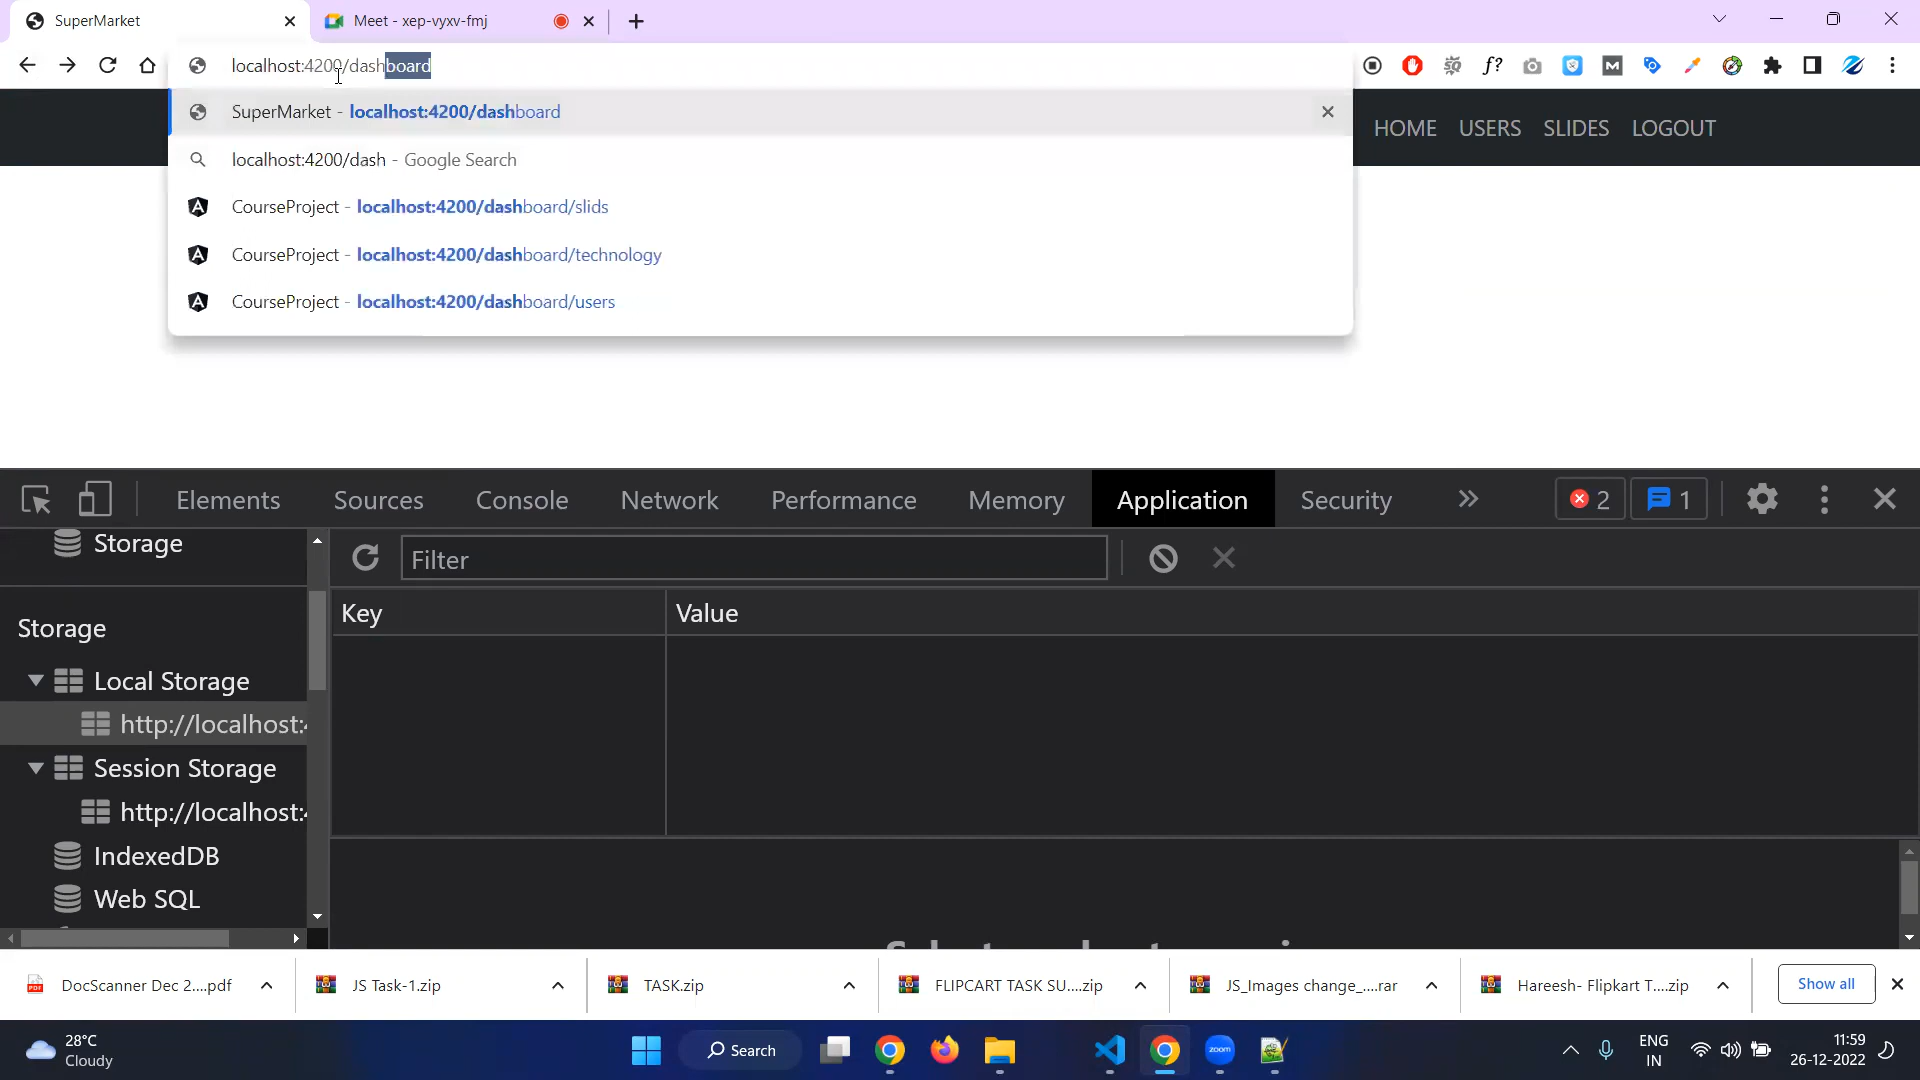 SuperMarket
Meet - xep-vyxv-fmj
localhost:4200/dashboard
SuperMarket - localhost:4200/dashboard
localhost:4200/dash - Google Search
CourseProject - localhost:4200/dashboard/slids
CourseProject - localhost:4200/dashboard/technology
CourseProject - localhost:4200/dashboard/users
HOME USERS SLIDES LOGOUT
Elements Sources Console Network Performance Memory Application Security 2 1
Storage
Filter
Key Value
Storage
Local Storage
http://localhost:
Session Storage
http://localhost:
IndexedDB
Web SQL
DocScanner Dec 2....pdf
JS Task-1.zip
TASK.zip
FLIPCART TASK SU....zip
JS_Images change_....rar
Hareesh- Flipkart T....zip
Show all
28°C
Cloudy
Search
zoom
ENG
IN
11:59
26-12-2022